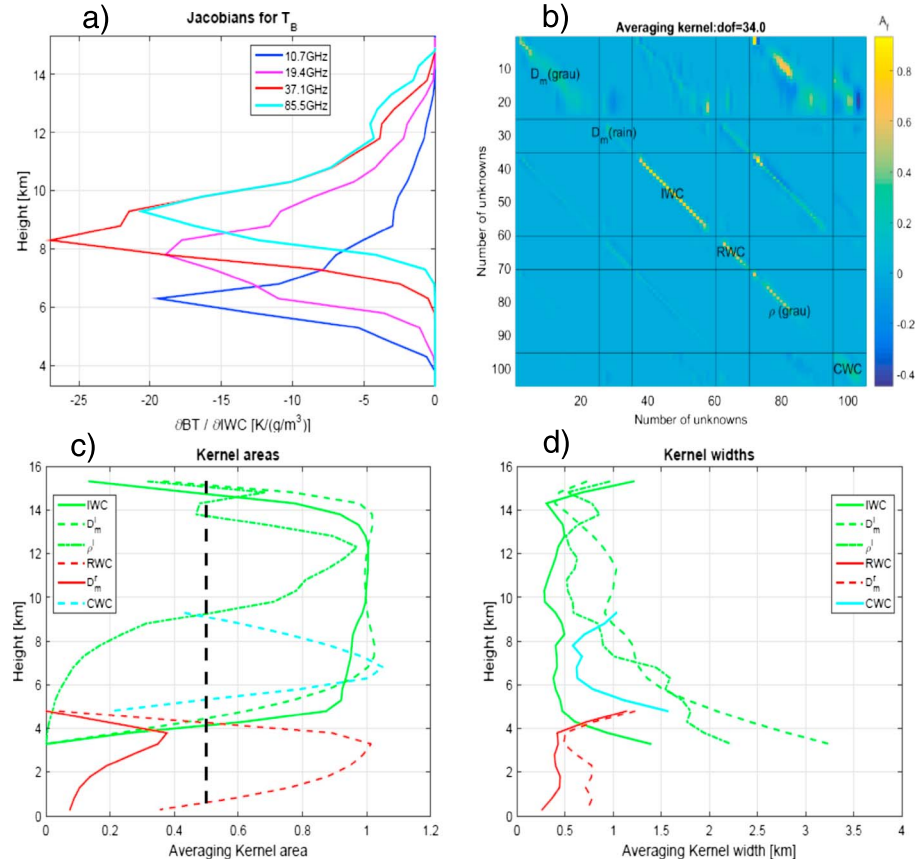 a)
Jacobians for T_B
10.7GHz
19.4GHz
37.1GHz
85.5GHz
Height [km]
14
12
10
8
6
4
-25 -20 -15 -10 -5 0
∂BT / ∂IWC [K/(g/m³)]
b)
Averaging kernel:dof=34.0
A_f
D_m(grau)
D_m(rain)
IWC
RWC
ρ (grau)
CWC
Number of unknowns
10
20
30
40
50
60
70
80
90
100
20 40 60 80 100
Number of unknowns
0.8
0.6
0.4
0.2
0
-0.2
-0.4
c)
Kernel areas
IWC
D_m^i
ρ^i
RWC
D_m^r
CWC
Height [km]
16
14
12
10
8
6
4
2
0
0 0.2 0.4 0.6 0.8 1 1.2
Averaging Kernel area
d)
Kernel widths
IWC
D_m^i
ρ^i
RWC
D_m^r
CWC
Height [km]
16
14
12
10
8
6
4
2
0
0 0.5 1 1.5 2 2.5 3 3.5 4
Averaging Kernel width [km]